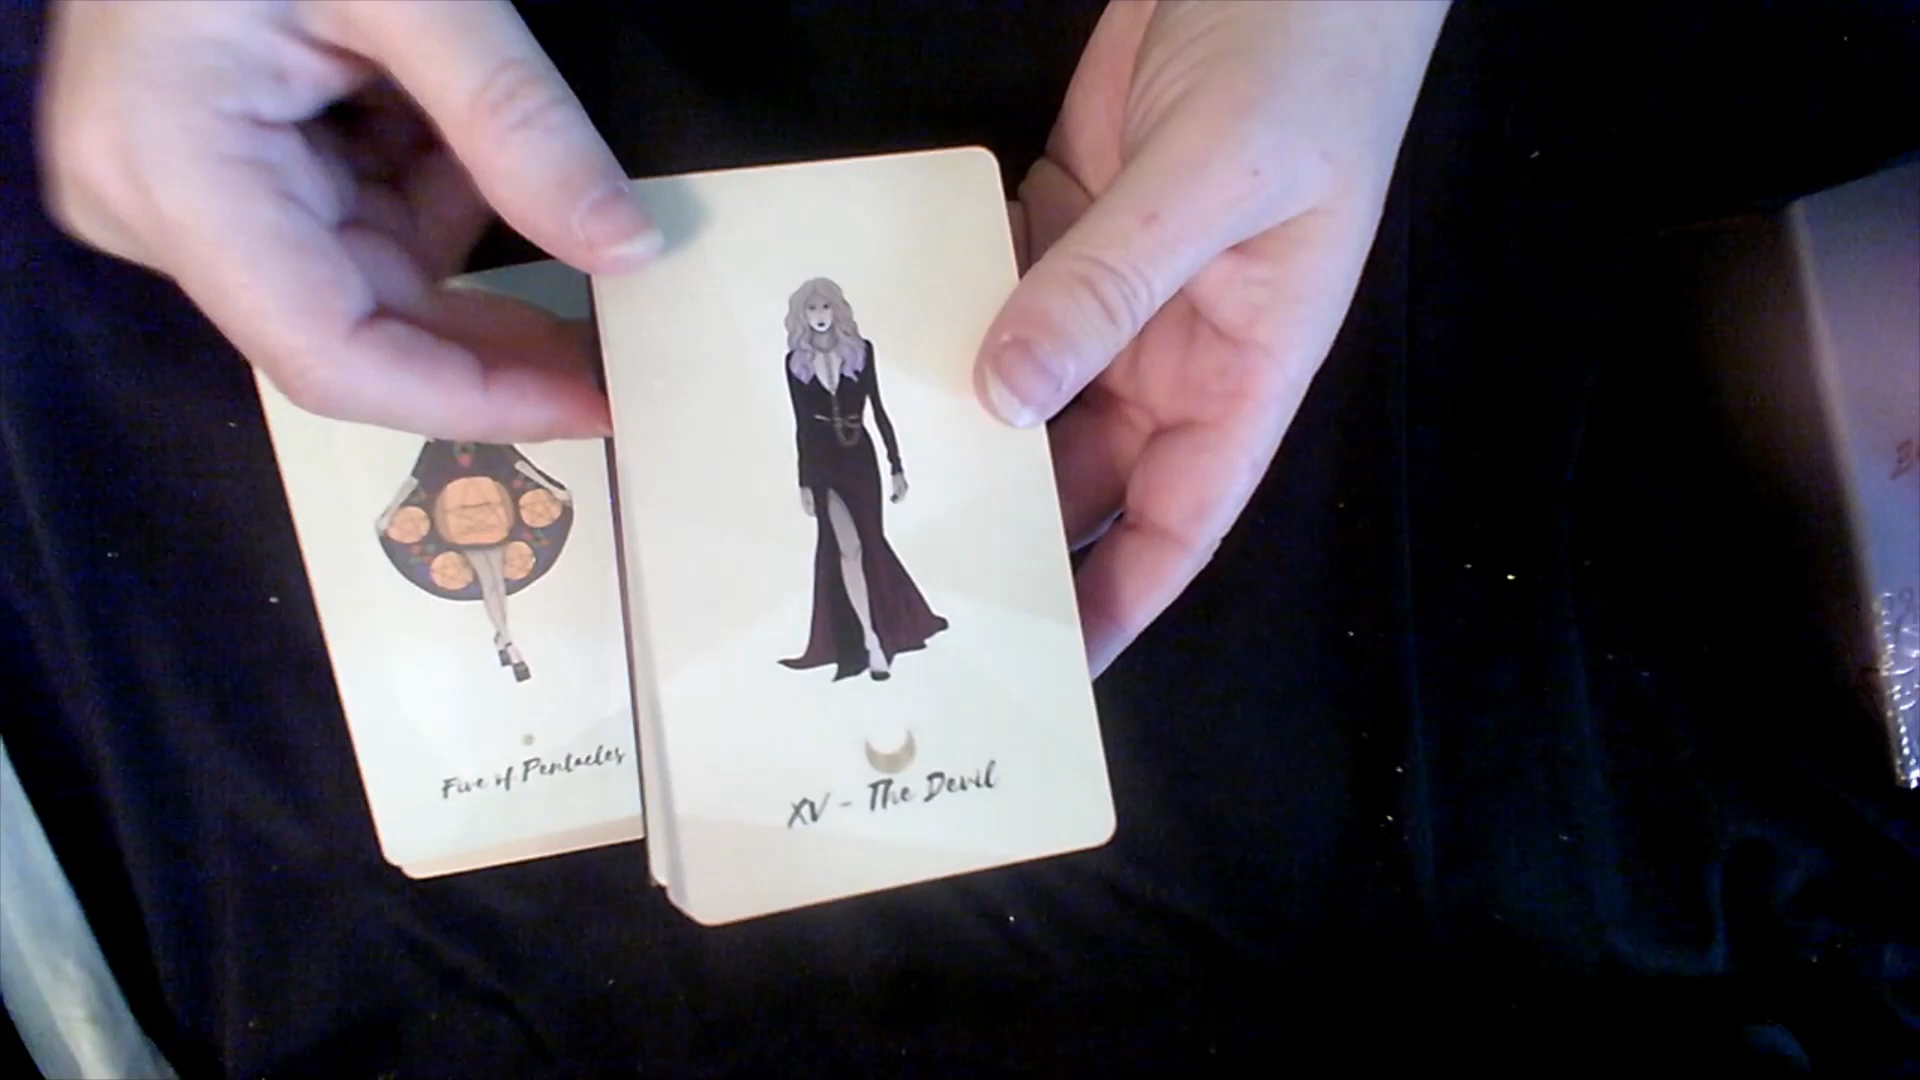 Five of Pentacles
XV - The Devil